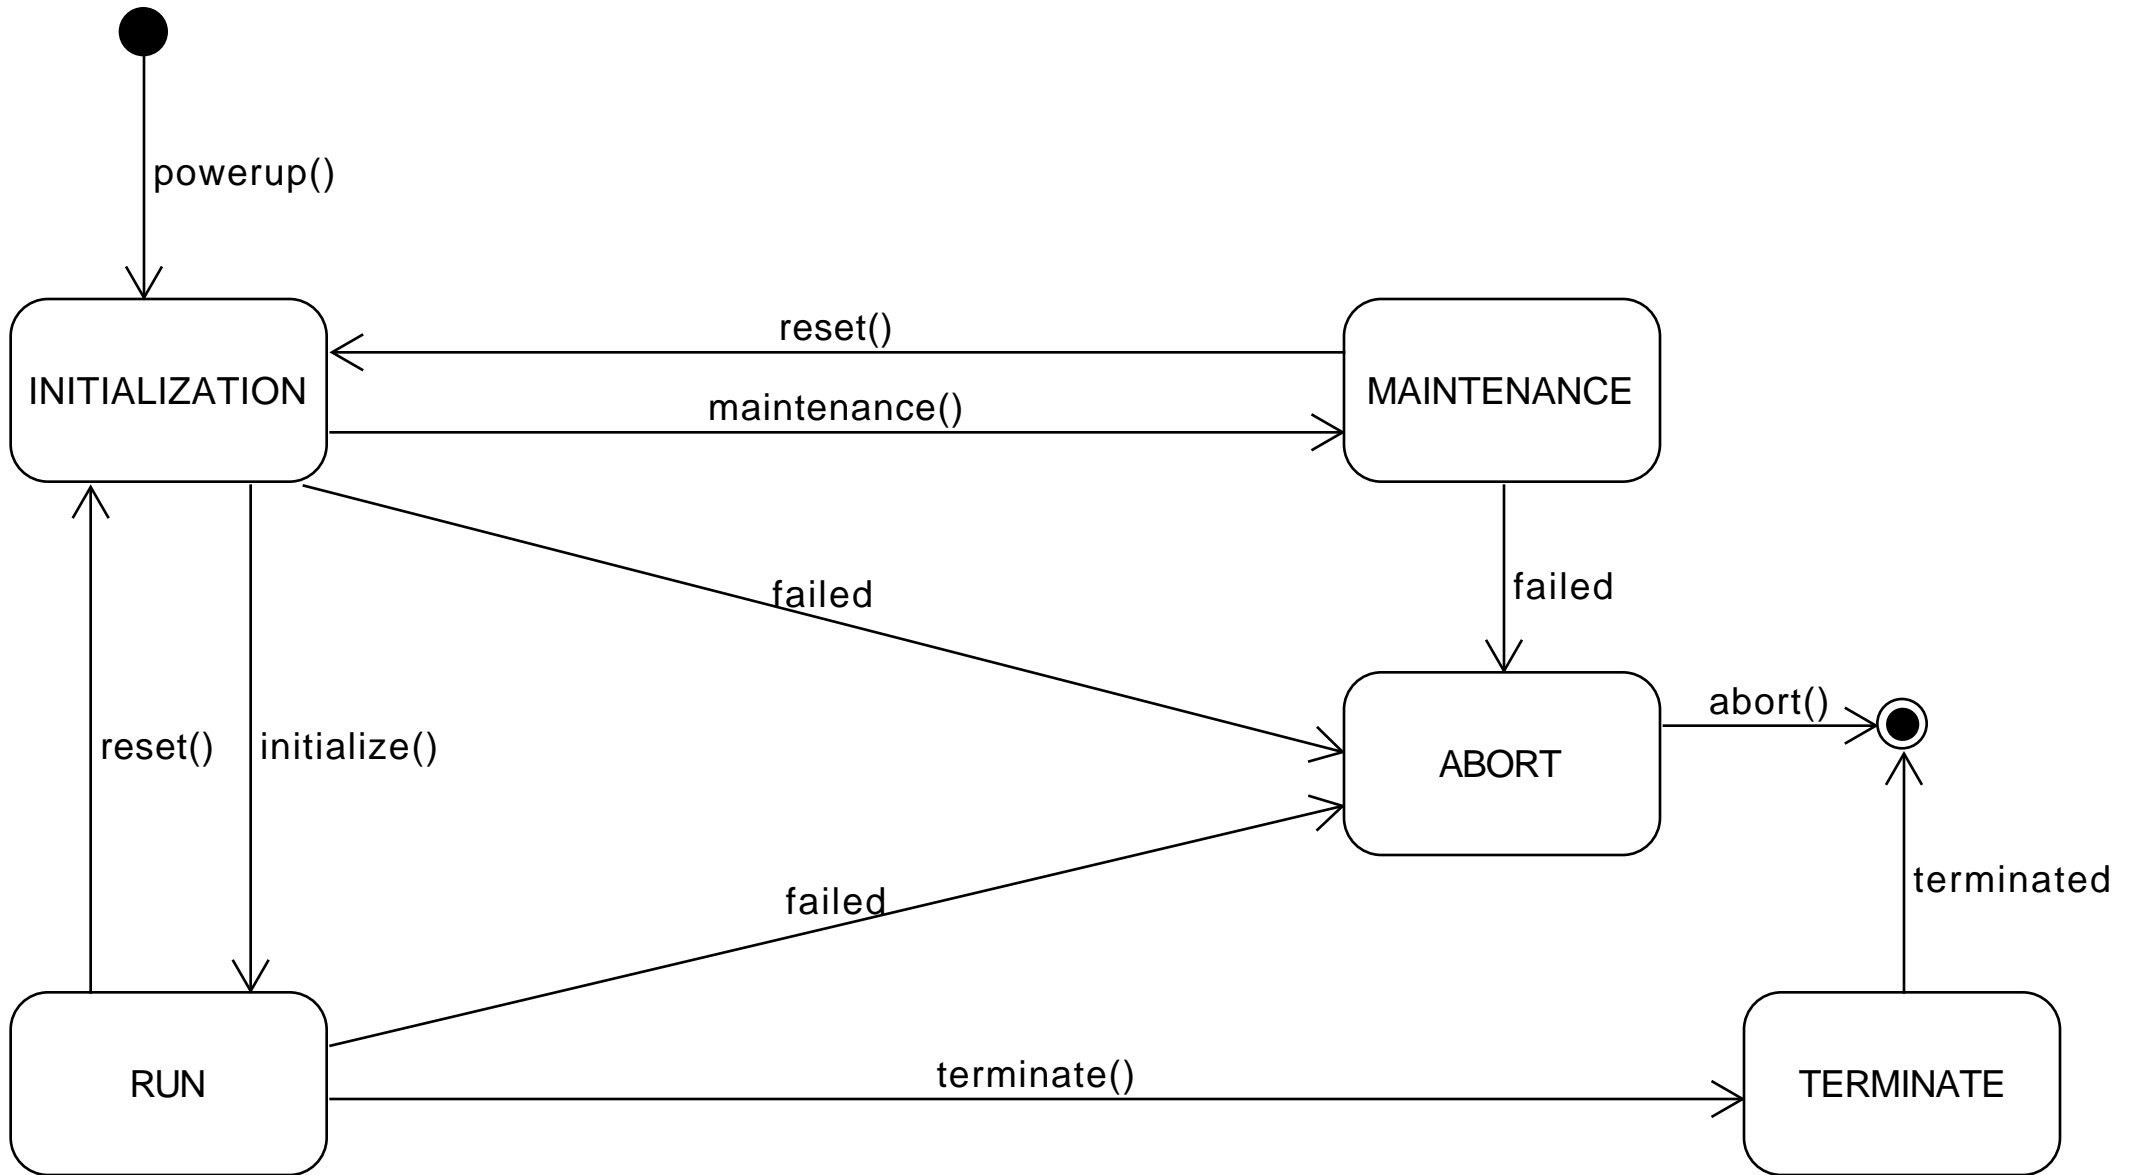 powerup()
reset()
INITIALIZATION
MAINTENANCE
maintenance()
failed
failed
abort()
reset()
initialize()
ABORT
failed
terminated
terminate()
RUN
TERMINATE